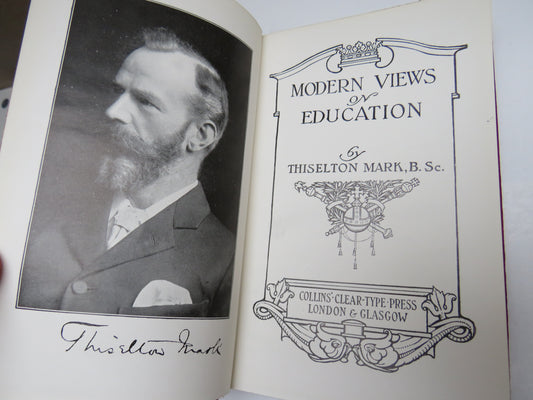 Thiselton Mark
MODERN VIEWS
ON
EDUCATION
by
THISELTON MARK, B. Sc.
COLLINS' CLEAR-TYPE PRESS
LONDON & GLASGOW